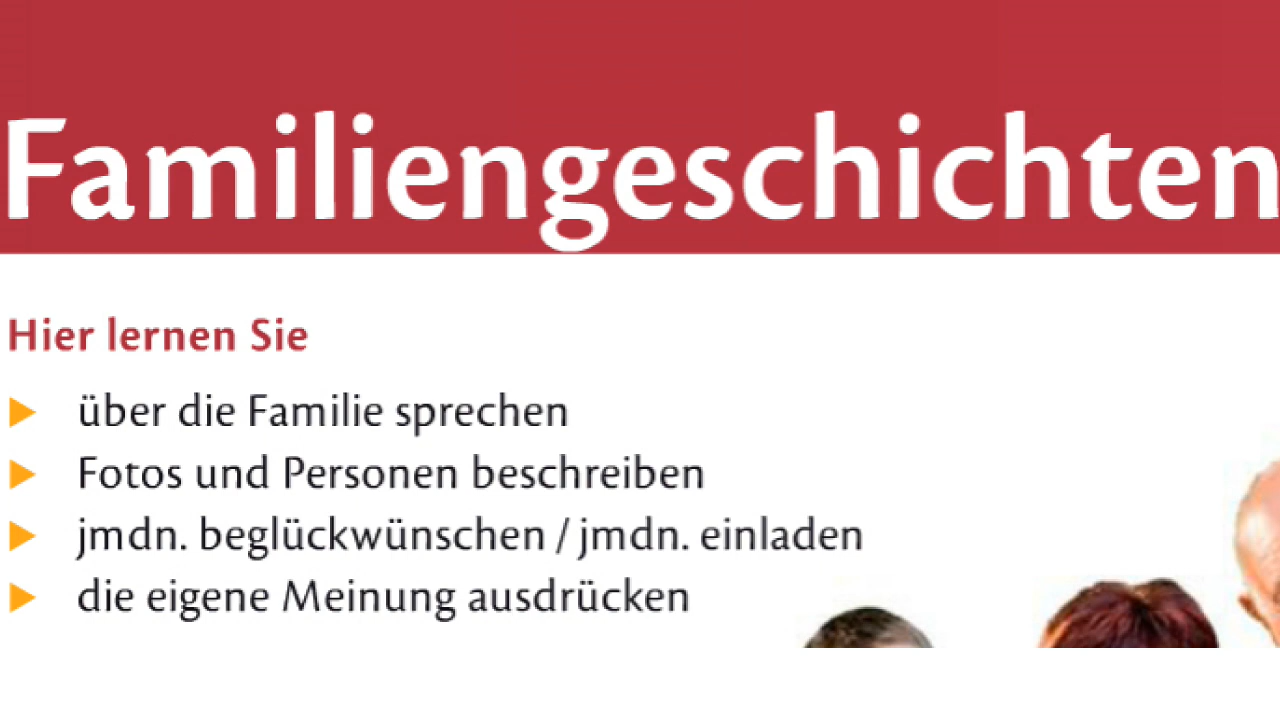 Familiengeschichten
Hier lernen Sie
über die Familie sprechen
Fotos und Personen beschreiben
jmdn. beglückwünschen / jmdn. einladen
die eigene Meinung ausdrücken